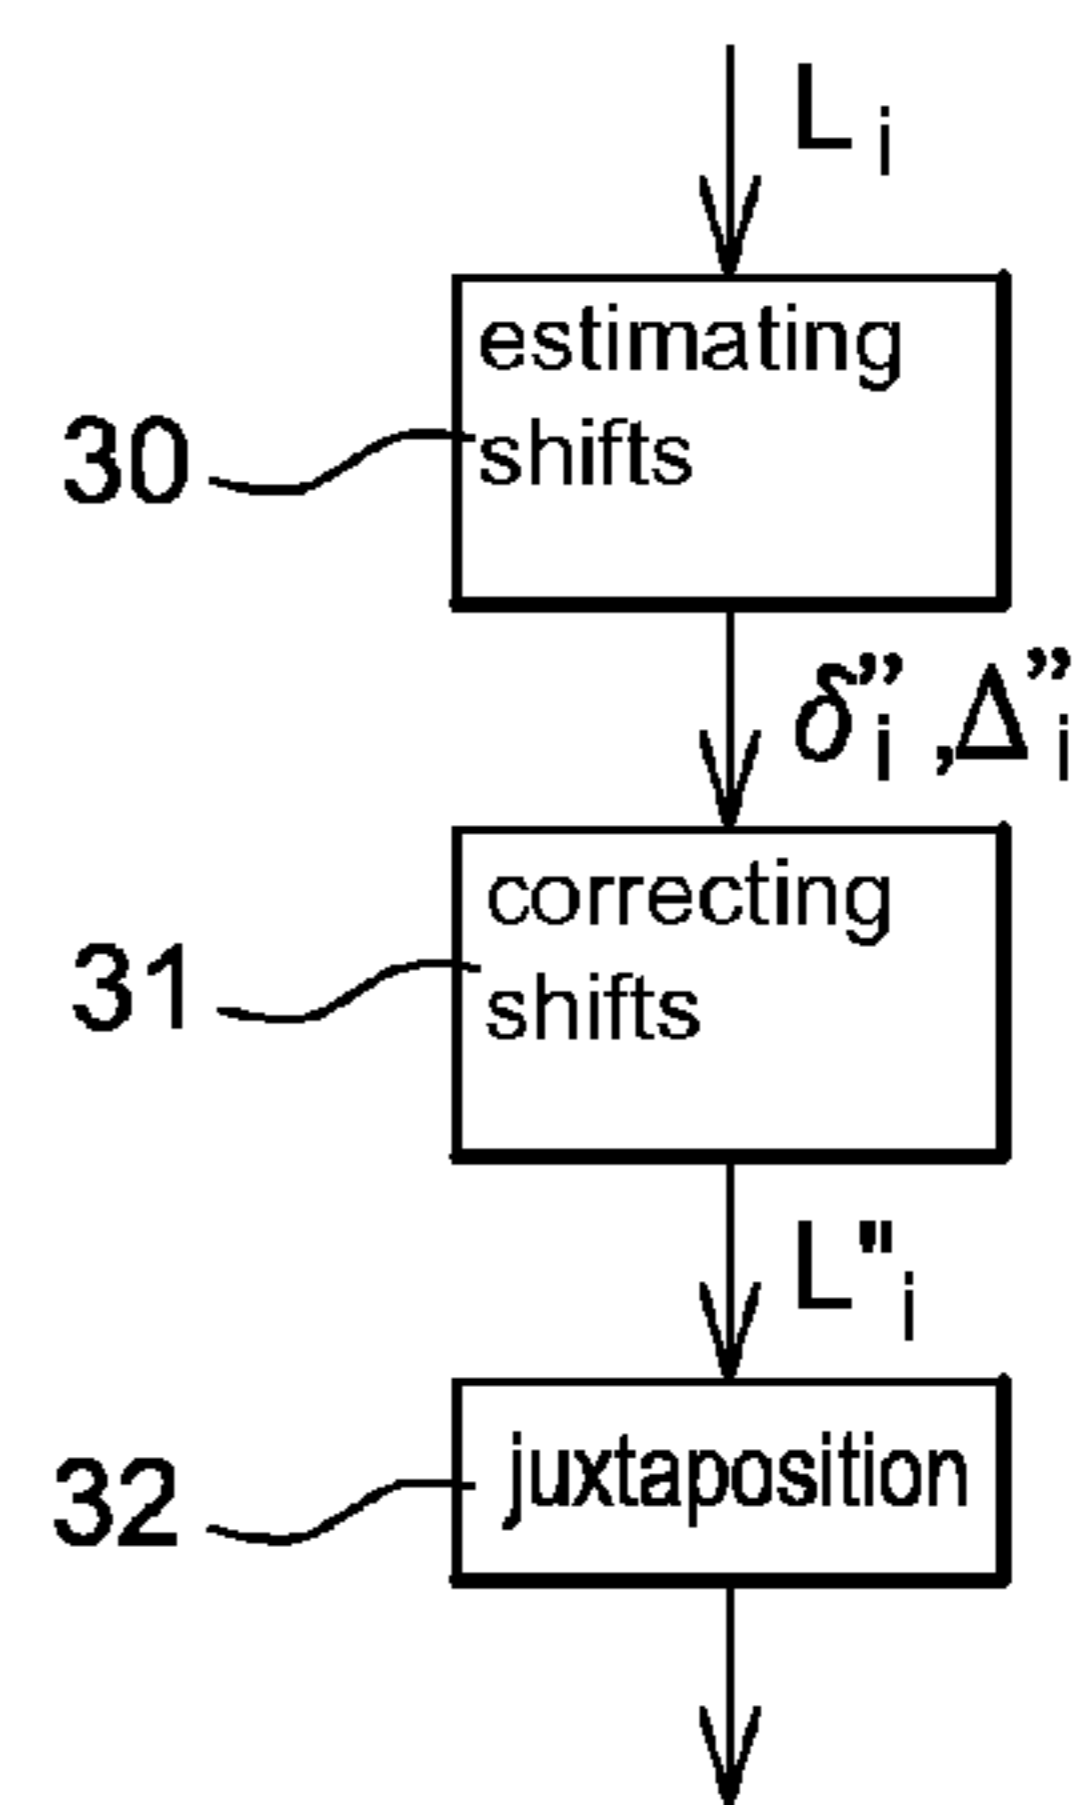 L i
estimating
shifts
30
δ”i ,Δ”i
correcting
shifts
31
L"i
juxtaposition
32